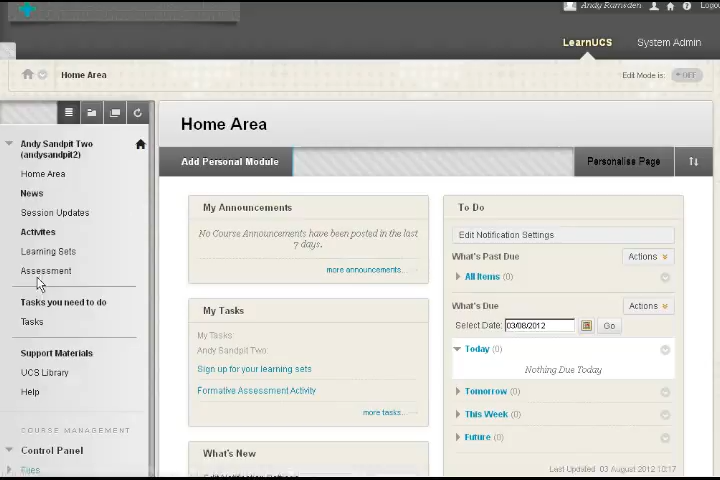 Andy Ramsden
Logout
LearnUCS
System Admin
Home Area
Edit Mode is:
OFF
Andy Sandpit Two
(andysandpit2)
Home Area
News
Session Updates
Activites
Learning Sets
Assessment
Tasks you need to do
Tasks
Support Materials
UCS Library
Help
COURSE MANAGEMENT
Control Panel
Files
Home Area
Add Personal Module
Personalise Page
My Announcements
No Course Announcements have been posted in the last
7 days.
more announcements...
My Tasks
My Tasks:
Andy Sandpit Two:
Sign up for your learning sets
Formative Assessment Activity
more tasks...
What's New
Edit Notification Settings
To Do
Edit Notification Settings
What's Past Due
Actions
All Items (0)
What's Due
Actions
Select Date: 03/08/2012 Go
Today (0)
Nothing Due Today
Tomorrow (0)
This Week (0)
Future (0)
Last Updated: 03 August 2012 10:17